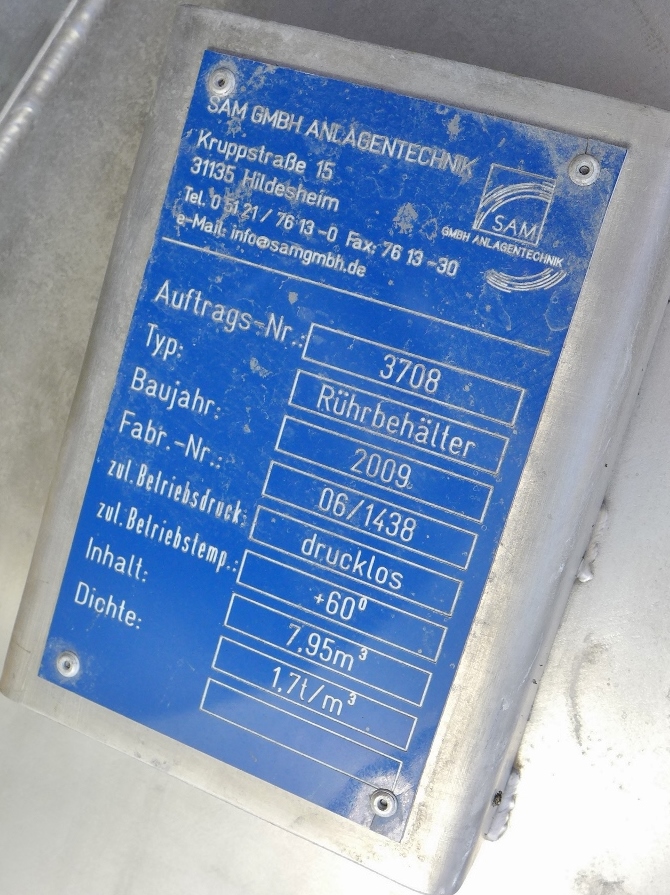 SAM GMBH ANLAGENTECHNIK
Kruppstraße 15
31135 Hildesheim
Tel. 0 51 21 / 76 13 -0 Fax: 76 13 -30
e-Mail: info@samgmbh.de
SAM
GMBH ANLAGENTECHNIK
Auftrags-Nr.: 3708
Typ: Rührbehälter
Baujahr: 2009
Fabr.-Nr.: 06/1438
zul. Betriebsdruck: drucklos
zul. Betriebstemp.: +60°
Inhalt: 7,95m³
Dichte: 1,7t/m³